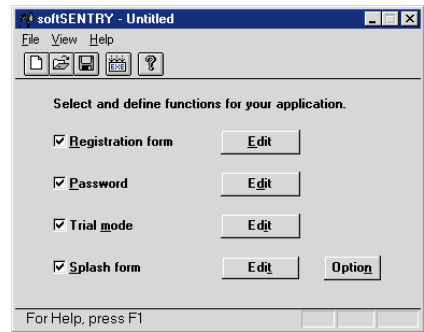 softSENTRY - Untitled
File View Help
EXE
Select and define functions for your application.
Registration form Edit
Password Edit
Trial mode Edit
Splash form Edit Option
For Help, press F1